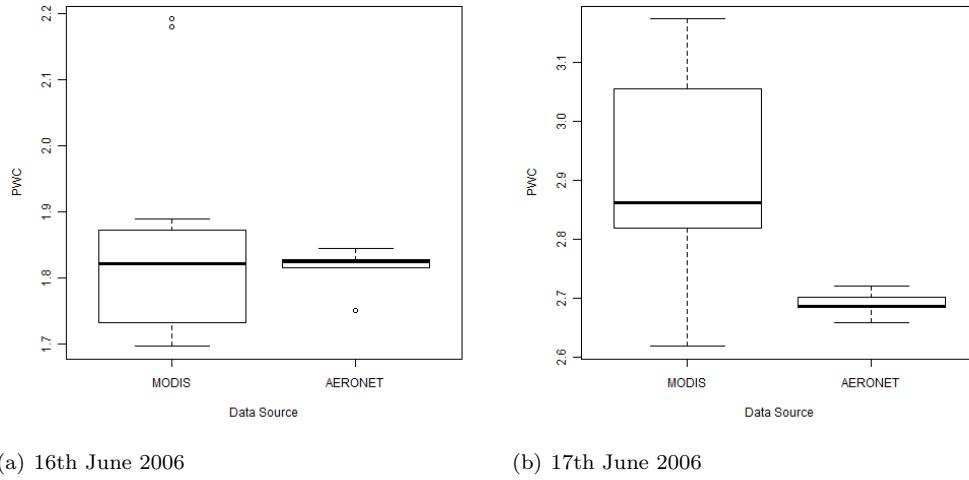 2.2
2.1
2.0
1.9
1.8
1.7
PWC
MODIS AERONET
Data Source
(a) 16th June 2006
3.1
3.0
2.9
2.8
2.7
2.6
PWC
MODIS AERONET
Data Source
(b) 17th June 2006